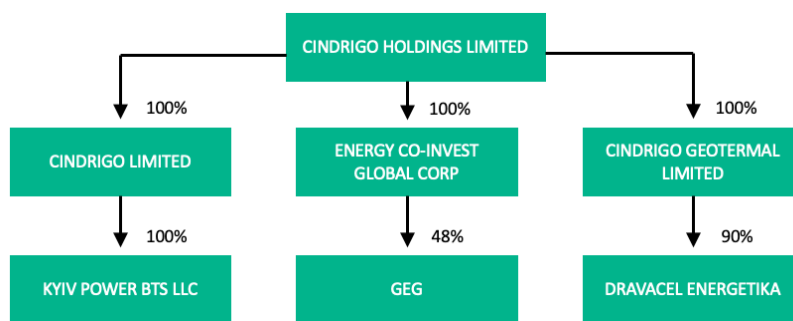 CINDRIGO HOLDINGS LIMITED
100%
100%
100%
CINDRIGO LIMITED
ENERGY CO-INVEST
GLOBAL CORP
CINDRIGO GEOTERMAL
LIMITED
100%
48%
90%
KYIV POWER BTS LLC
GEG
DRAVACEL ENERGETIKA